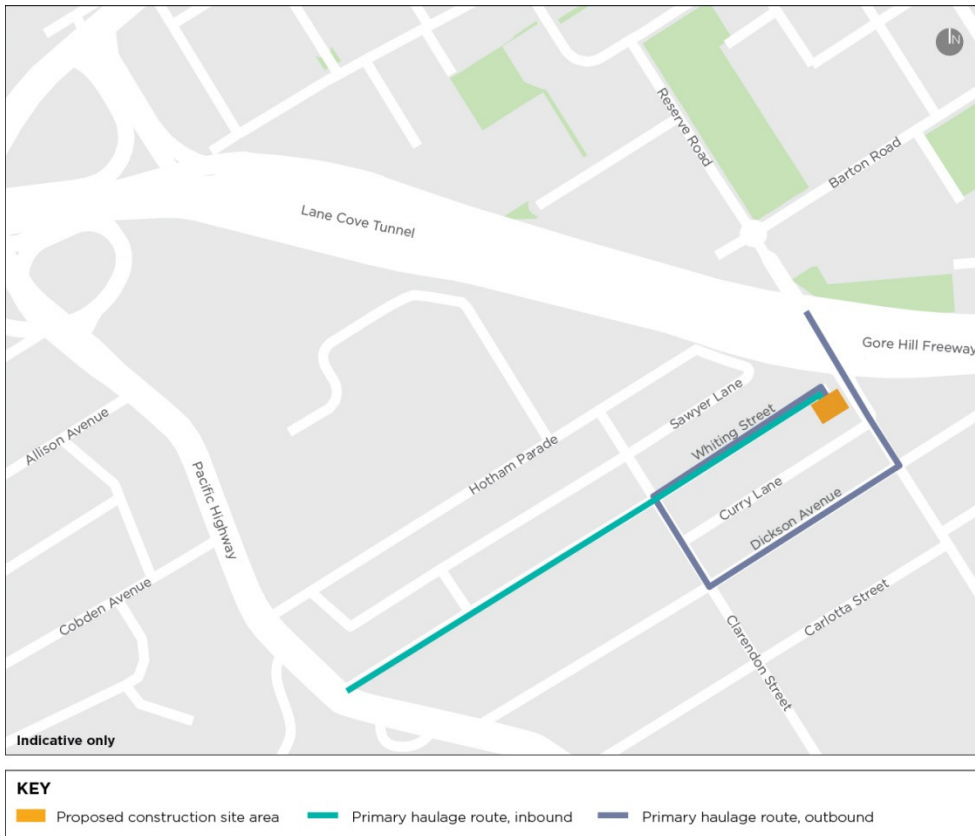 N
Reserve Road
Barton Road
Lane Cove Tunnel
Gore Hill Freeway
Sawyer Lane
Whiting Street
Allison Avenue
Hotham Parade
Pacific Highway
Curry Lane
Dickson Avenue
Cobden Avenue
Carlotta Street
Clarendon Street
Indicative only
KEY
Proposed construction site area
Primary haulage route, inbound
Primary haulage route, outbound